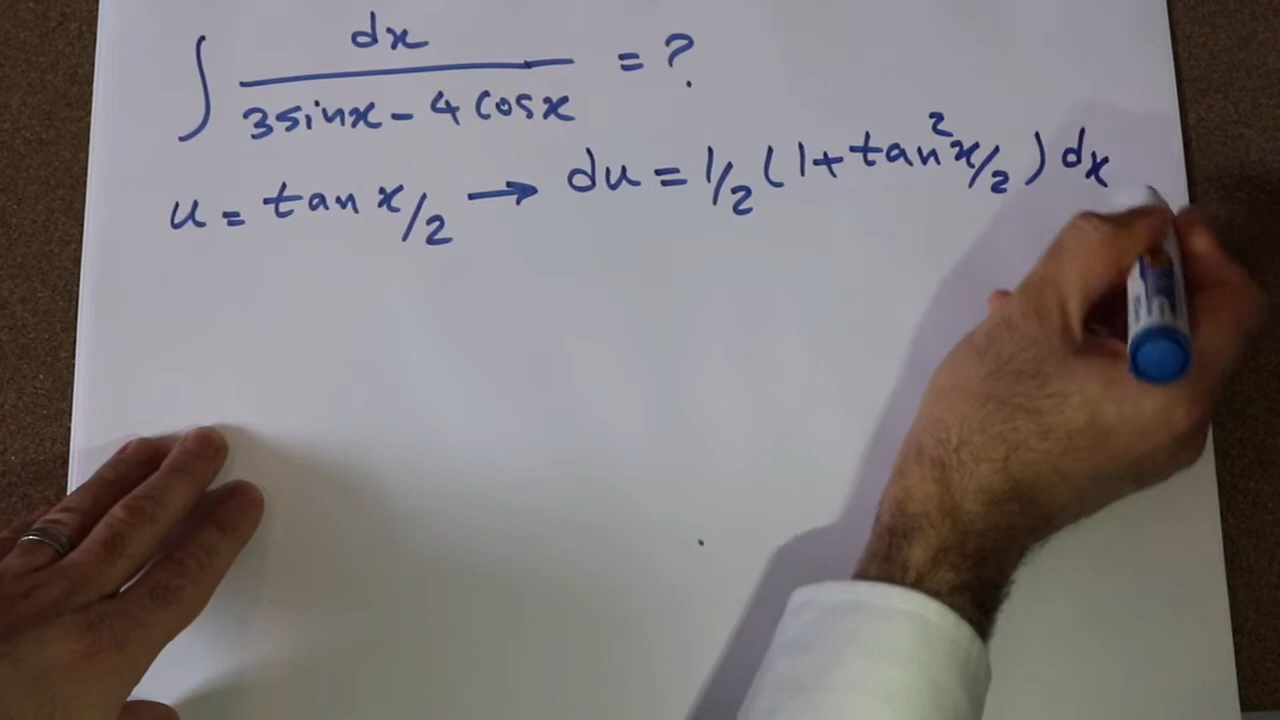 ∫ dx / (3sinx - 4cosx) = ?
u = tan x/2 → du = 1/2 (1 + tan² x/2) dx